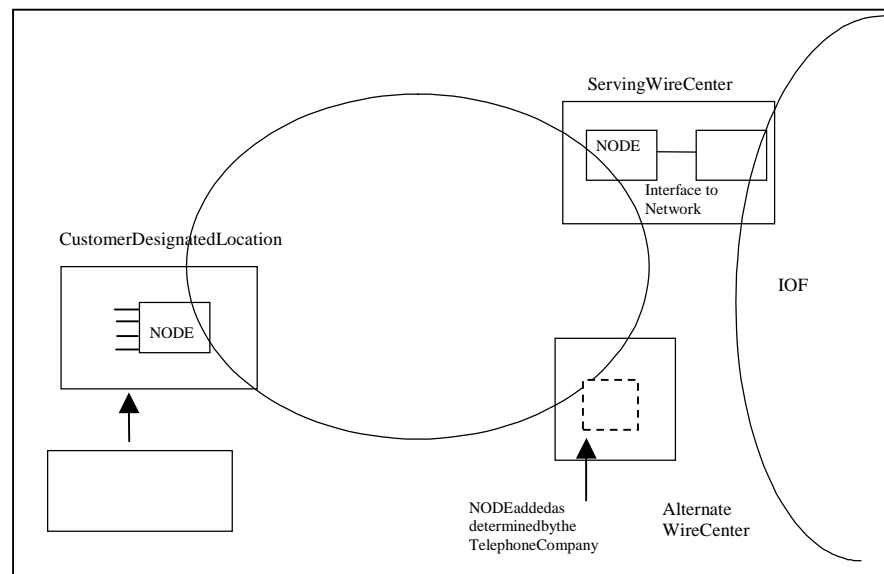 ServingWireCenter
NODE
Interface to
Network
CustomerDesignatedLocation
NODE
IOF
NODEaddedas
determinedbythe
TelephoneCompany
Alternate
WireCenter